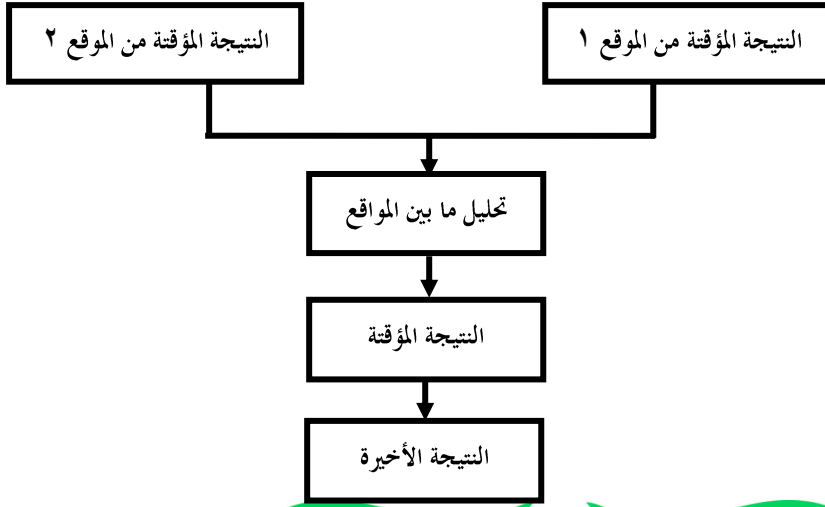 النتيجة المؤقتة من الموقع ١
النتيجة المؤقتة من الموقع ٢
تحليل ما بين المواقع
النتيجة المؤقتة
النتيجة الأخيرة